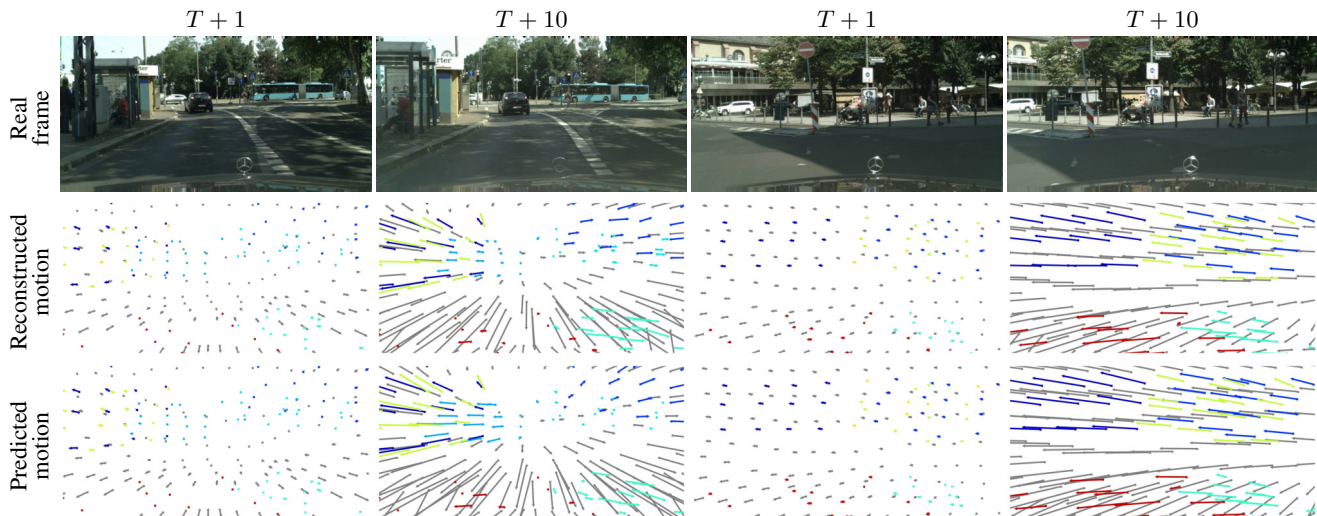 T + 1
T + 10
T + 1
T + 10
Real
frame
rter
Reconstructed
motion
Predicted
motion